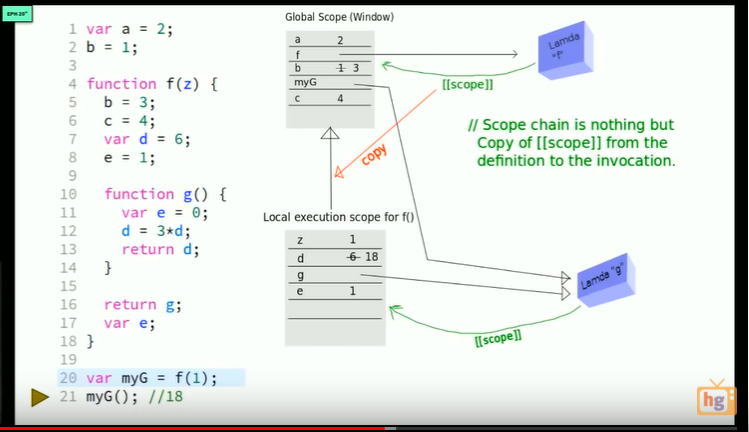 EPH 20"
1 var a = 2;
2 b = 1;
3
4 function f(z) {
5 b = 3;
6 c = 4;
7 var d = 6;
8 e = 1;
9
10 function g() {
11 var e = 0;
12 d = 3*d;
13 return d;
14 }
15
16 return g;
17 var e;
18 }
19
20 var myG = f(1);
21 myG(); //18
Global Scope (Window)
a 2
f
b 1 3
myG
c 4
Lamda
"f"
[[scope]]
copy
// Scope chain is nothing but
Copy of [[scope]] from the
definition to the invocation.
Local execution scope for f()
z 1
d 6 18
g
e 1
Lamda "g"
[[scope]]
hg